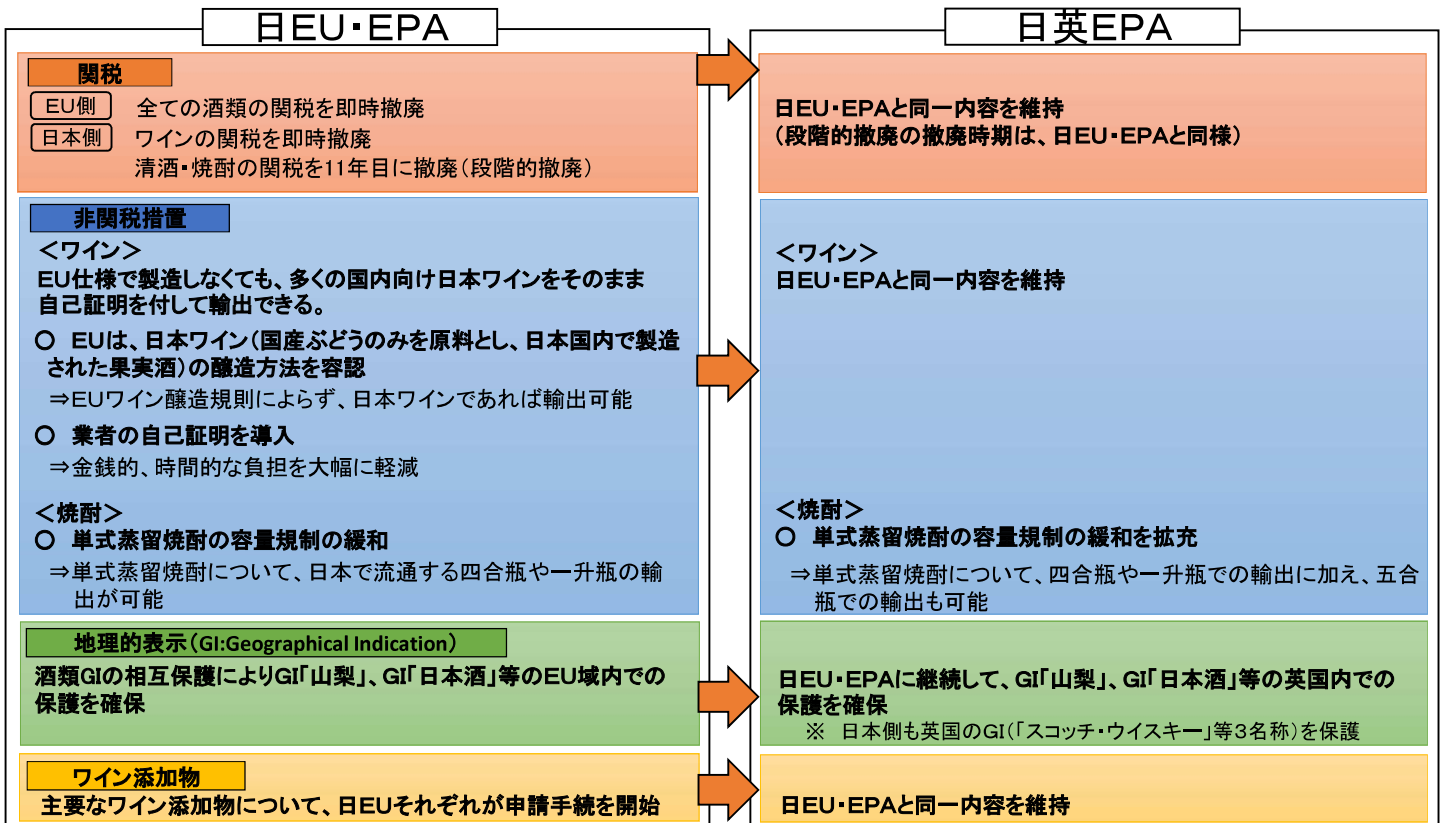 日EU・EPA
関税
EU側 全ての酒類の関税を即時撤廃
日本側 ワインの関税を即時撤廃
清酒・焼酎の関税を11年目に撤廃(段階的撤廃)
非関税措置
<ワイン>
EU仕様で製造しなくても、多くの国内向け日本ワインをそのまま
自己証明を付して輸出できる。
○ EUは、日本ワイン(国産ぶどうのみを原料とし、日本国内で製造
された果実酒)の醸造方法を容認
⇒EUワイン醸造規則によらず、日本ワインであれば輸出可能
○ 業者の自己証明を導入
⇒金銭的、時間的な負担を大幅に軽減
<焼酎>
○ 単式蒸留焼酎の容量規制の緩和
⇒単式蒸留焼酎について、日本で流通する四合瓶や一升瓶の輸
出が可能
地理的表示(GI:Geographical Indication)
酒類GIの相互保護によりGI「山梨」、GI「日本酒」等のEU域内での
保護を確保
ワイン添加物
主要なワイン添加物について、日EUそれぞれが申請手続を開始
日英EPA
日EU・EPAと同一内容を維持
(段階的撤廃の撤廃時期は、日EU・EPAと同様)
<ワイン>
日EU・EPAと同一内容を維持
<焼酎>
○ 単式蒸留焼酎の容量規制の緩和を拡充
⇒単式蒸留焼酎について、四合瓶や一升瓶での輸出に加え、五合
瓶での輸出も可能
日EU・EPAに継続して、GI「山梨」、GI「日本酒」等の英国内での
保護を確保
※ 日本側も英国のGI(「スコッチ・ウイスキー」等3名称)を保護
日EU・EPAと同一内容を維持